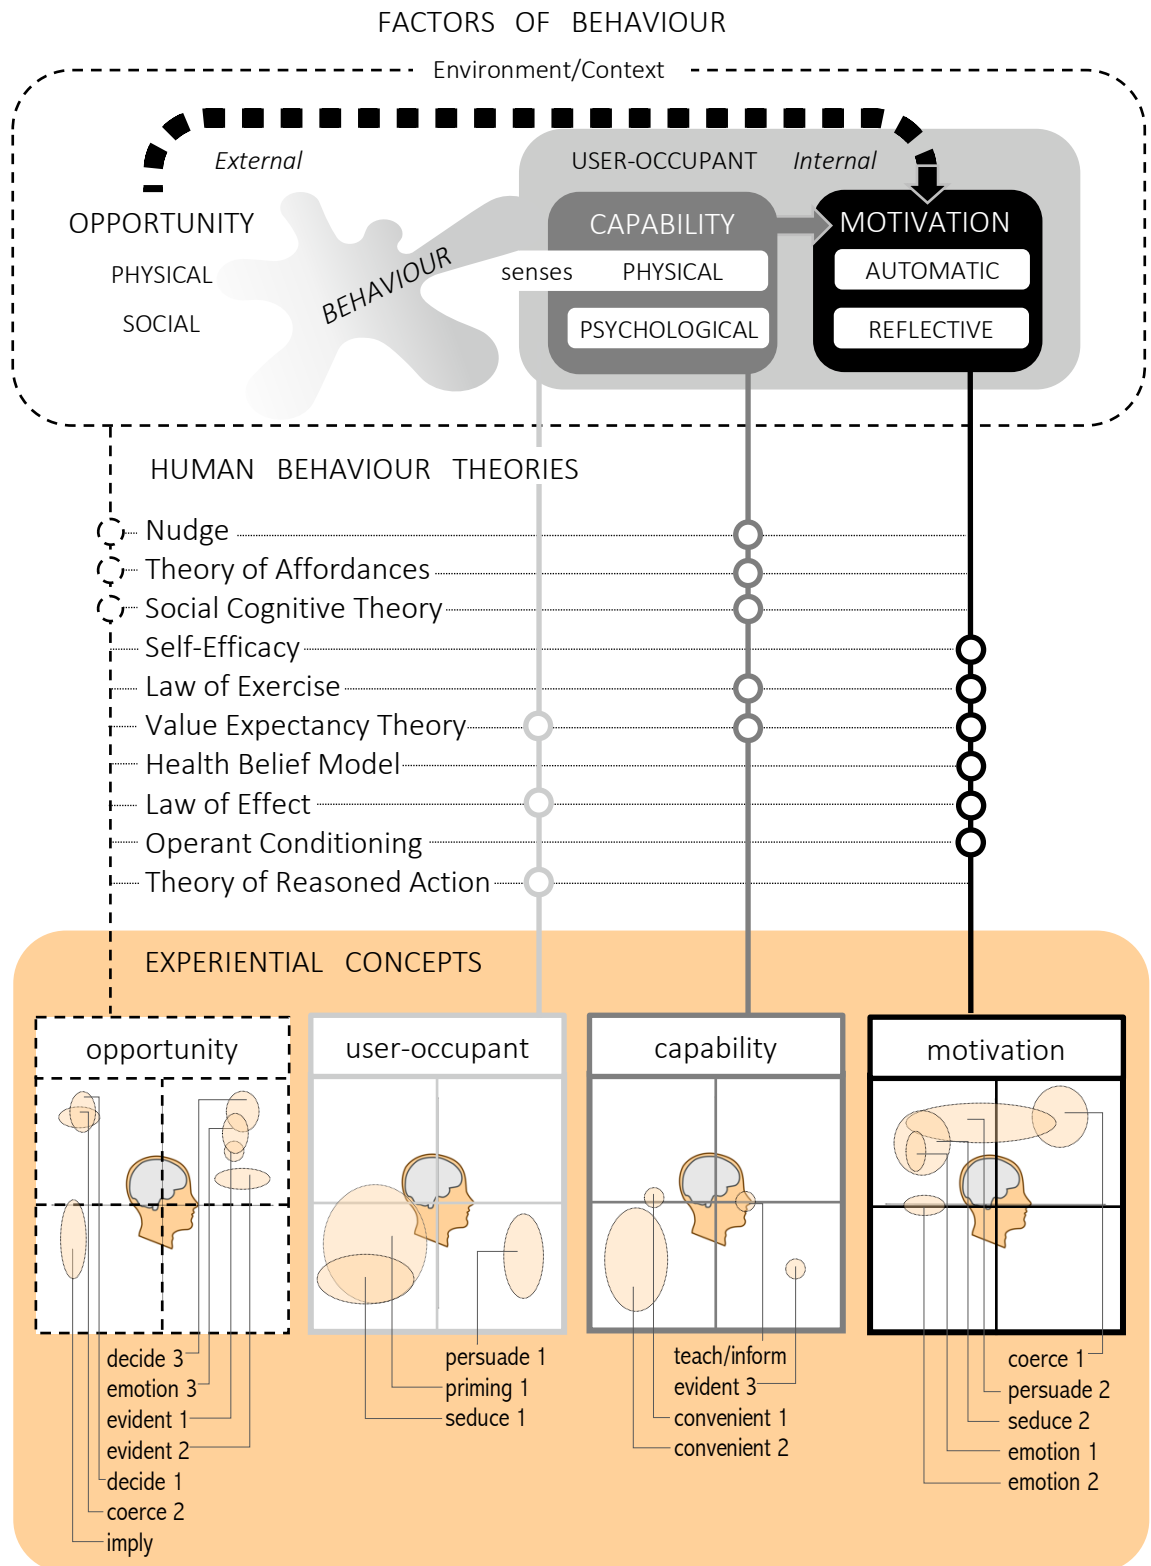 FACTORS OF BEHAVIOUR
Environment/Context
External
USER-OCCUPANT
Internal
OPPORTUNITY
PHYSICAL
SOCIAL
BEHAVIOUR
CAPABILITY
senses
PHYSICAL
PSYCHOLOGICAL
MOTIVATION
AUTOMATIC
REFLECTIVE
HUMAN BEHAVIOUR THEORIES
Nudge
Theory of Affordances
Social Cognitive Theory
Self-Efficacy
Law of Exercise
Value Expectancy Theory
Health Belief Model
Law of Effect
Operant Conditioning
Theory of Reasoned Action
EXPERIENTIAL CONCEPTS
opportunity
decide 3
emotion 3
evident 1
evident 2
decide 1
coerce 2
imply
user-occupant
persuade 1
priming 1
seduce 1
capability
teach/inform
evident 3
convenient 1
convenient 2
motivation
coerce 1
persuade 2
seduce 2
emotion 1
emotion 2